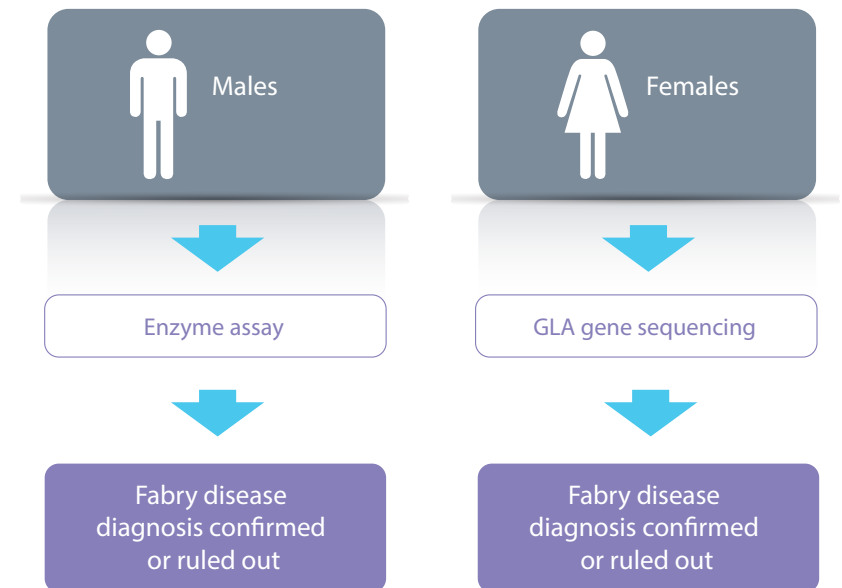 Males
Enzyme assay
Fabry disease
diagnosis confirmed
or ruled out
Females
GLA gene sequencing
Fabry disease
diagnosis confirmed
or ruled out